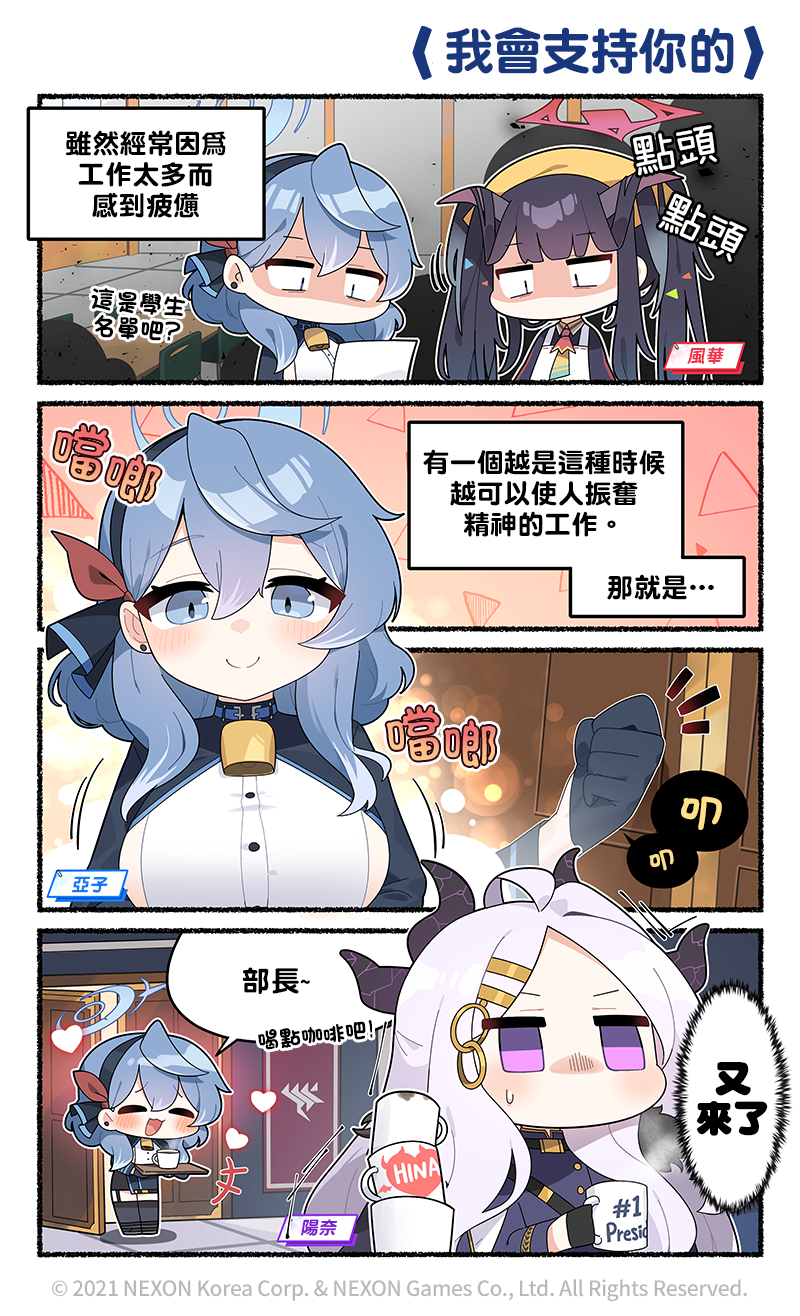 我會支持你的
雖然經常因爲
工作太多而
感到疲憊
點頭
點頭
這是學生
名單吧?
風華
噹啷
有一個越是這種時候
越可以使人振奮
精神的工作。
那就是…
噹啷
叩
叩
亞子
部長~
喝點咖啡吧!
又
來了
HINA
#1
Presid
陽奈
© 2021 NEXON Korea Corp. & NEXON Games Co., Ltd. All Rights Reserved.